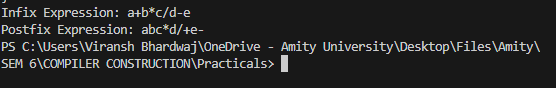 Infix Expression: a+b*c/d-e
Postfix Expression: abc*d/+e-
PS C:\Users\Viransh Bhardwaj\OneDrive - Amity University\Desktop\Files\Amity\
SEM 6\COMPILER CONSTRUCTION\Practicals>